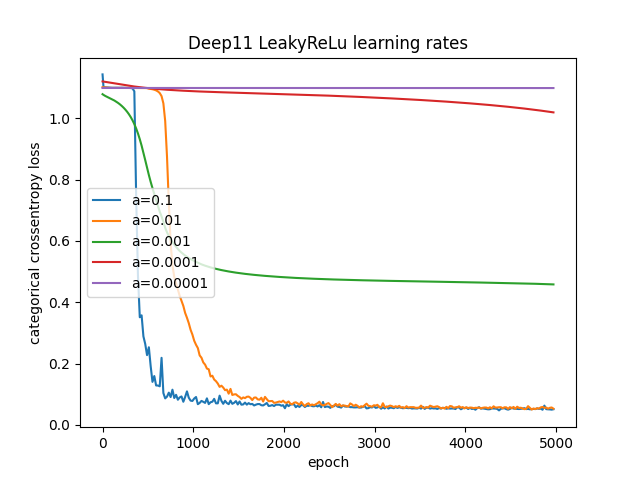 Deep11 LeakyReLu learning rates
categorical crossentropy loss
1.0
0.8
0.6
0.4
0.2
0.0
a=0.1
a=0.01
a=0.001
a=0.0001
a=0.00001
0 1000 2000 3000 4000 5000
epoch